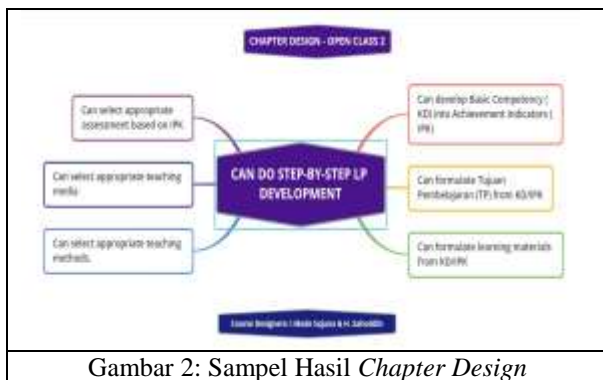 CHAPTER DESIGN - OPEN CLASS 2
Can select appropriate
assessment based on IPK
Can select appropriate teaching
media
Can select appropriate teaching
methods.
CAN DO STEP-BY-STEP LP
DEVELOPMENT
Can develop Basic Competency (
KD) into Achievement Indicators (
IPK)
Can formulate Tujuan
Pembelajaran (TP) from KD/IPK
Can formulate learning materials
from KD/IPK
Course Designers: I Made Sujana & H.
Gambar 2: Sampel Hasil Chapter Design